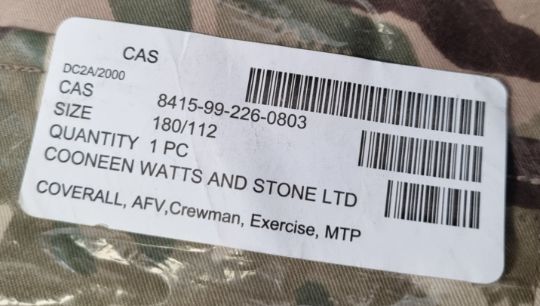 CAS
DC2A/2000
CAS 8415-99-226-0803
SIZE 180/112
QUANTITY 1 PC
COONEEN WATTS AND STONE LTD
COVERALL, AFV,Crewman, Exercise, MTP